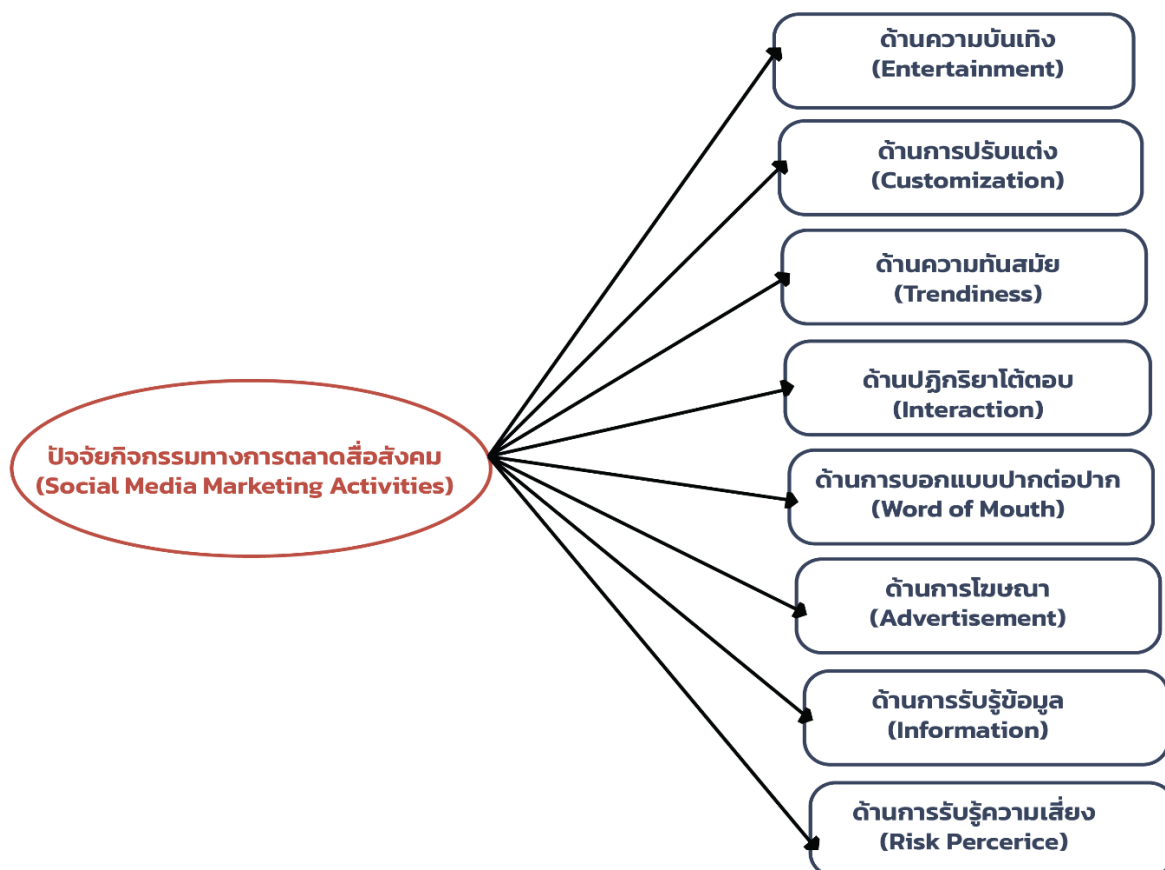 ด้านความบันเทิง
(Entertainment)
ด้านการปรับแต่ง
(Customization)
ด้านความทันสมัย
(Trendiness)
ด้านปฏิกริยาโต้ตอบ
(Interaction)
ปัจจัยกิจกรรมทางการตลาดสื่อสังคม
(Social Media Marketing Activities)
ด้านการบอกแบบปากต่อปาก
(Word of Mouth)
ด้านการโฆษณา
(Advertisement)
ด้านการรับรู้ข้อมูล
(Information)
ด้านการรับรู้ความเสี่ยง
(Risk Percerice)